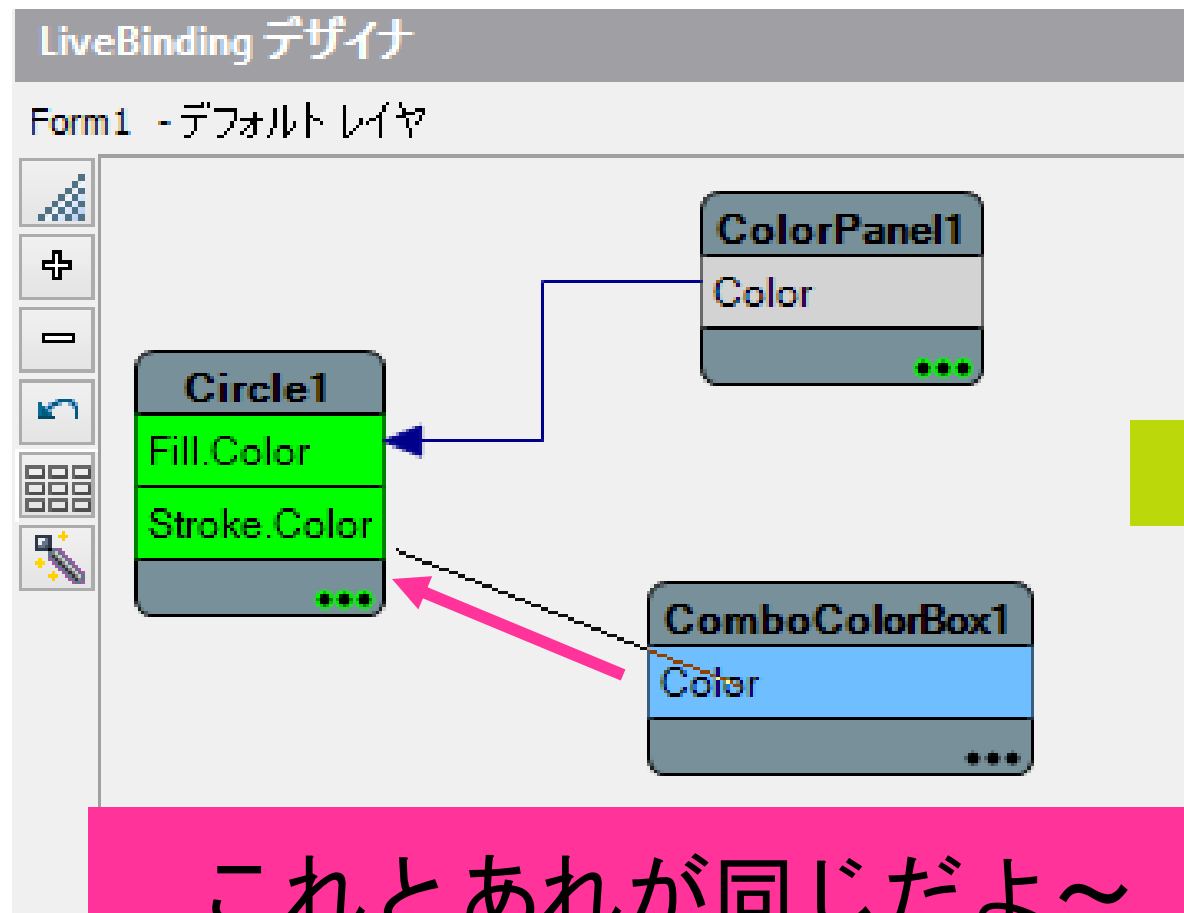 LiveBinding デザイナ
Form1 - デフォルト レイヤ
ColorPanel1
Color
Circle1
Fill.Color
Stroke.Color
ComboColorBox1
Color
これとあれが同じだよ～